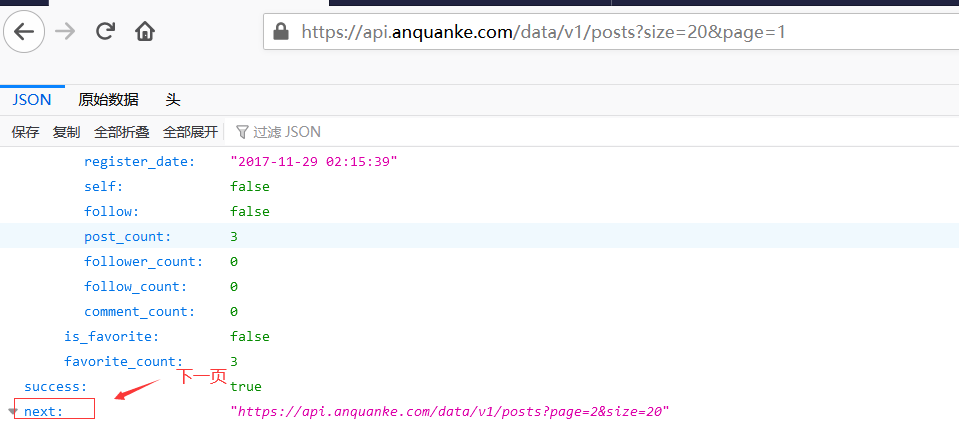 https://api.anquanke.com/data/v1/posts?size=20&page=1
JSON 原始数据 头
保存 复制 全部折叠 全部展开 过滤 JSON
register_date: "2017-11-29 02:15:39"
self: false
follow: false
post_count: 3
follower_count: 0
follow_count: 0
comment_count: 0
is_favorite: false
favorite_count: 3
下一页
success: true
next: "https://api.anquanke.com/data/v1/posts?page=2&size=20"